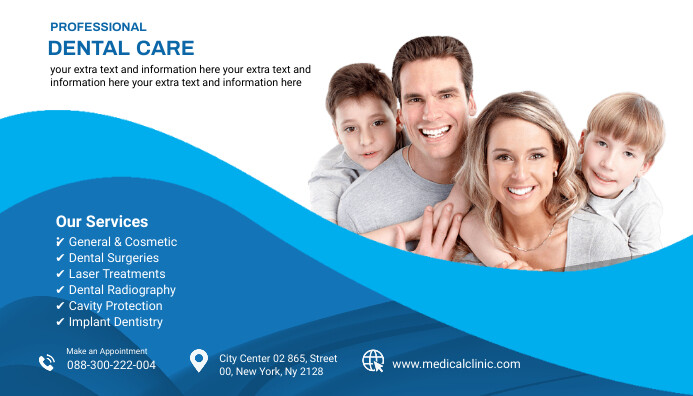 PROFESSIONAL
DENTAL CARE
your extra text and information here your extra text and
information here your extra text and information here
Our Services
✔ General & Cosmetic
✔ Dental Surgeries
✔ Laser Treatments
✔ Dental Radiography
✔ Cavity Protection
✔ Implant Dentistry
Make an Appointment
088-300-222-004
City Center 02 865, Street
00, New York, Ny 2128
www.medicalclinic.com